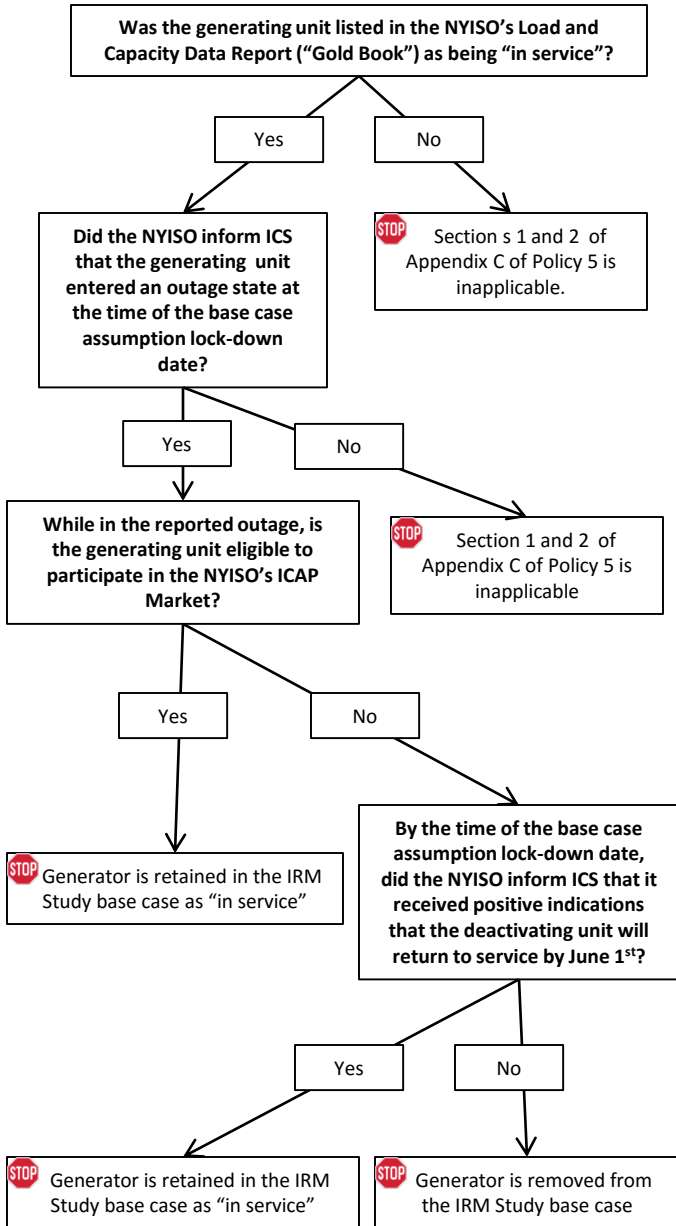 Was the generating unit listed in the NYISO’s Load and
Capacity Data Report (“Gold Book”) as being “in service”?
Yes
No
Did the NYISO inform ICS
that the generating unit
entered an outage state at
the time of the base case
assumption lock-down
date?
STOP
Section s 1 and 2 of
Appendix C of Policy 5 is
inapplicable.
Yes
No
While in the reported outage, is
the generating unit eligible to
participate in the NYISO’s ICAP
Market?
STOP
Section 1 and 2 of
Appendix C of Policy 5 is
inapplicable
Yes
No
STOP
Generator is retained in the IRM
Study base case as “in service”
By the time of the base case
assumption lock-down date,
did the NYISO inform ICS that it
received positive indications
that the deactivating unit will
return to service by June 1st?
Yes
No
STOP
Generator is retained in the IRM
Study base case as “in service”
STOP
Generator is removed from
the IRM Study base case